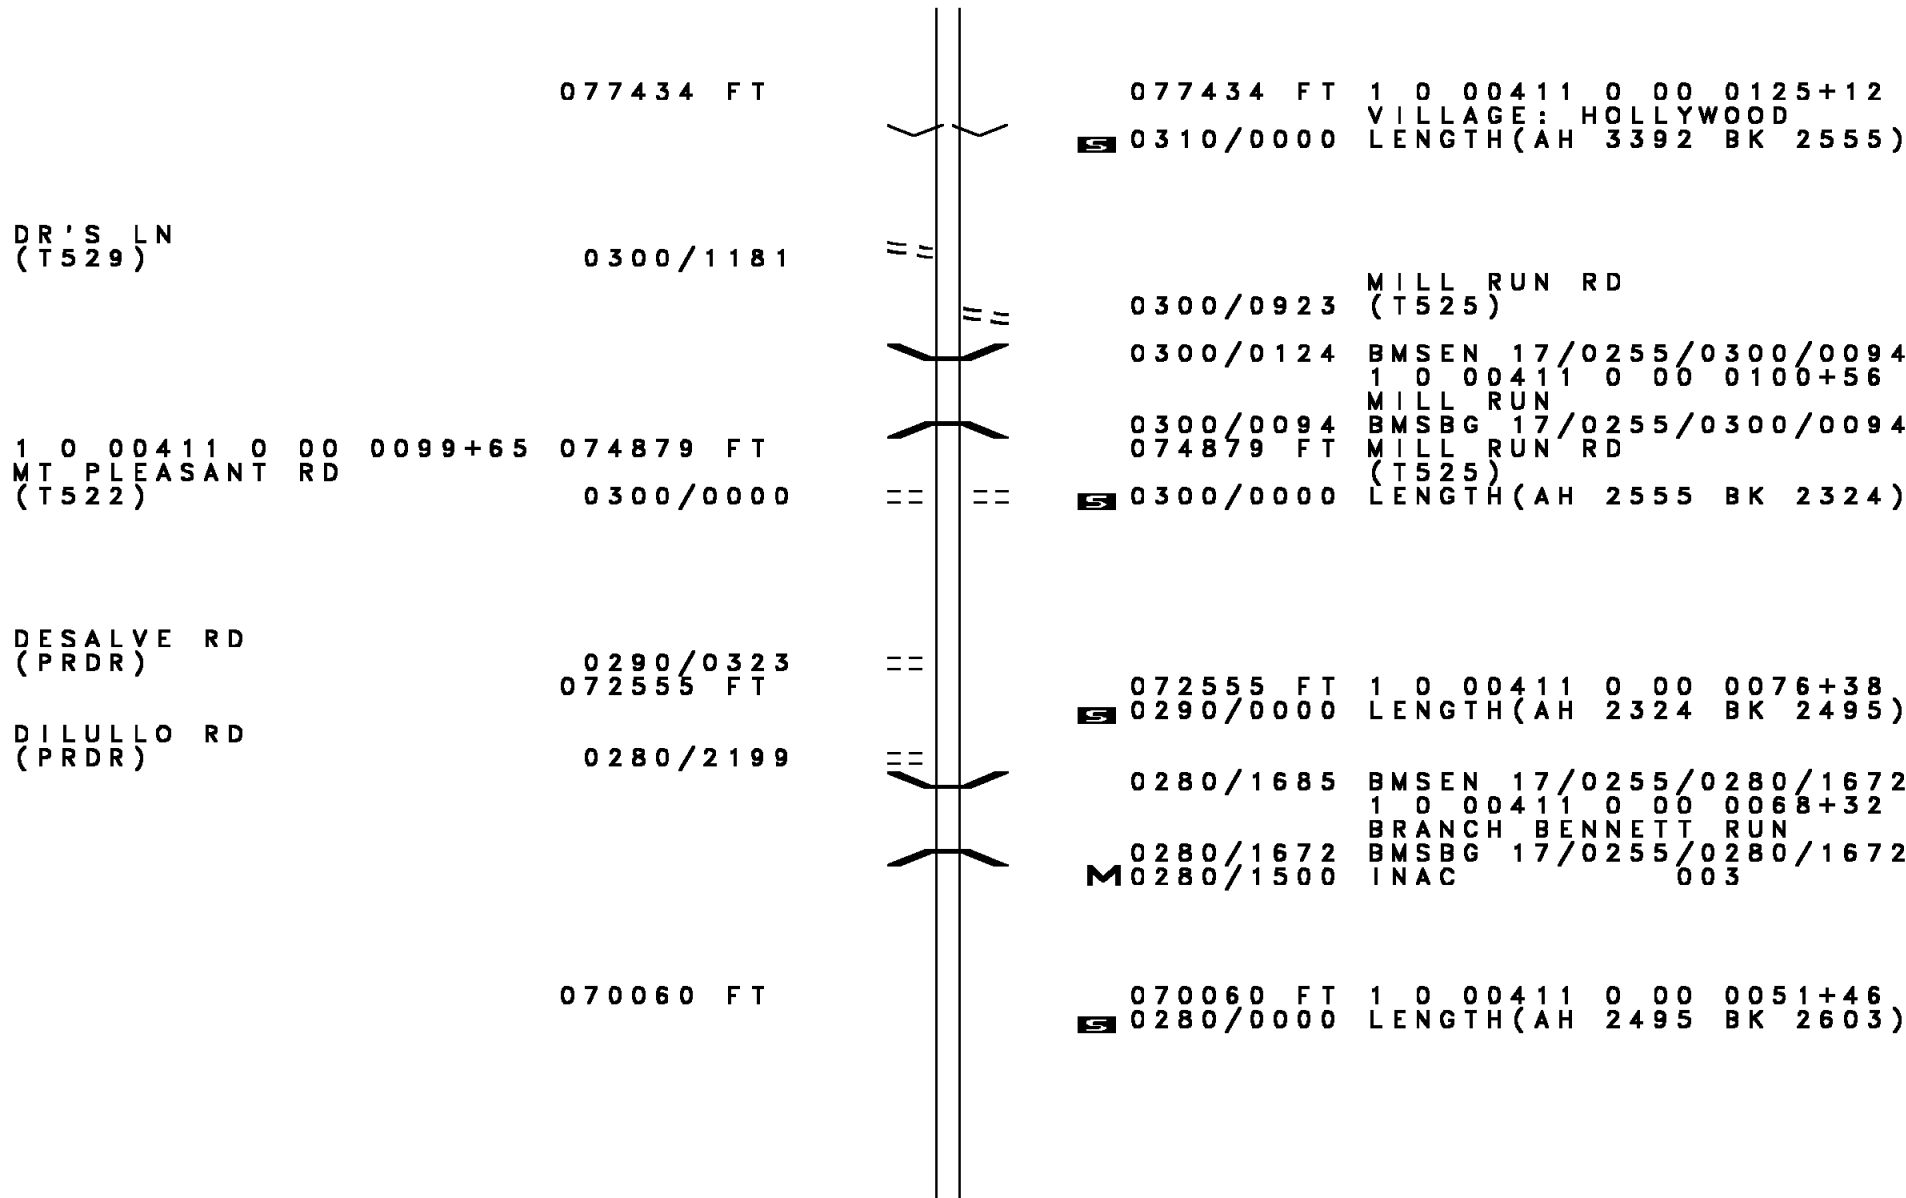 077434 FT 077434 FT 1 0 00411 0 00 0125+12
VILLAGE: HOLLYWOOD
S 0310/0000 LENGTH(AH 3392 BK 2555)
DR'S LN
(T529) 0300/1181
MILL RUN RD
0300/0923 (T525)
0300/0124 BMSEN 17/0255/0300/0094
1 0 00411 0 00 0100+56
MILL RUN
0300/0094 BMSBG 17/0255/0300/0094
1 0 00411 0 00 0099+65 074879 FT 074879 FT MILL RUN RD
MT PLEASANT RD (T525)
(T522) 0300/0000 S 0300/0000 LENGTH(AH 2555 BK 2324)
DESALVE RD
(PRDR) 0290/0323
072555 FT 072555 FT 1 0 00411 0 00 0076+38
S 0290/0000 LENGTH(AH 2324 BK 2495)
DILULLO RD
(PRDR) 0280/2199
0280/1685 BMSEN 17/0255/0280/1672
1 0 00411 0 00 0068+32
BRANCH BENNETT RUN
0280/1672 BMSBG 17/0255/0280/1672
M 0280/1500 INAC 003
070060 FT 070060 FT 1 0 00411 0 00 0051+46
S 0280/0000 LENGTH(AH 2495 BK 2603)